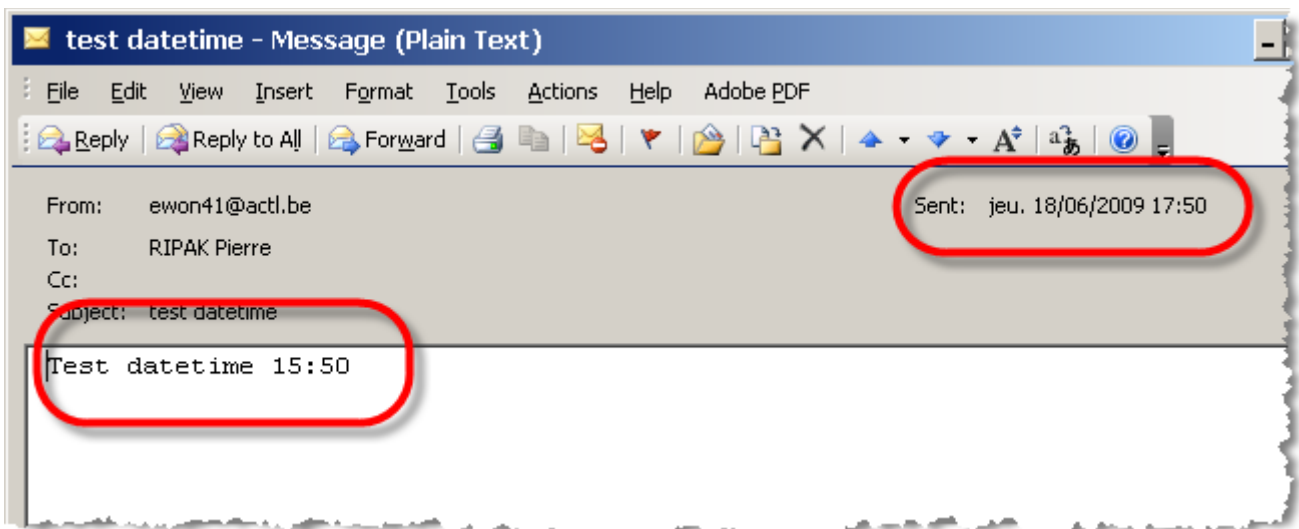 test datetime - Message (Plain Text)
File Edit View Insert Format Tools Actions Help Adobe PDF
Reply Reply to All Forward
From: ewon41@actl.be Sent: jeu. 18/06/2009 17:50
To: RIPAK Pierre
Cc:
Subject: test datetime
Test datetime 15:50